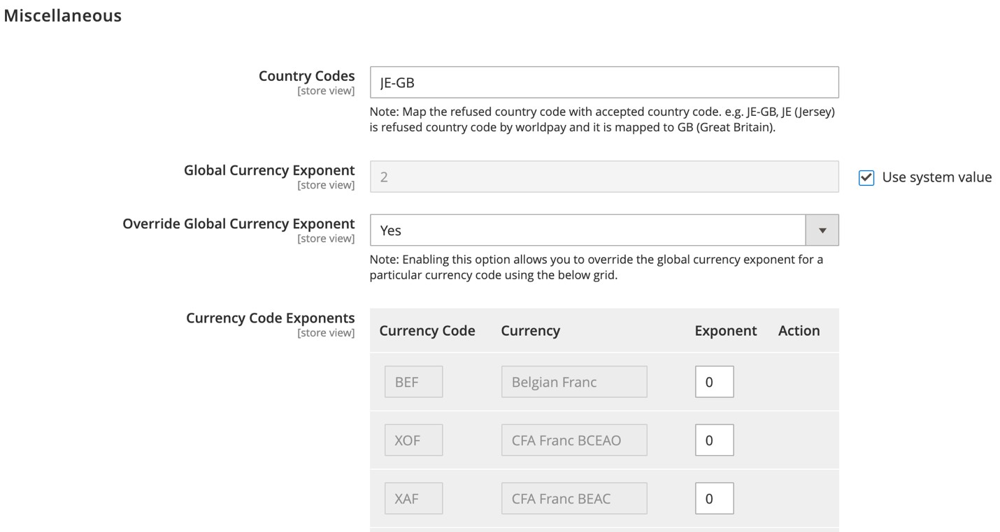 Miscellaneous
Country Codes
[store view]
JE-GB
Note: Map the refused country code with accepted country code. e.g. JE-GB, JE (Jersey)
is refused country code by worldpay and it is mapped to GB (Great Britain).
Global Currency Exponent
[store view]
2
Use system value
Override Global Currency Exponent
[store view]
Yes
Note: Enabling this option allows you to override the global currency exponent for a
particular currency code using the below grid.
Currency Code Exponents
[store view]
Currency Code Currency Exponent Action
BEF Belgian Franc 0
XOF CFA Franc BCEAO 0
XAF CFA Franc BEAC 0